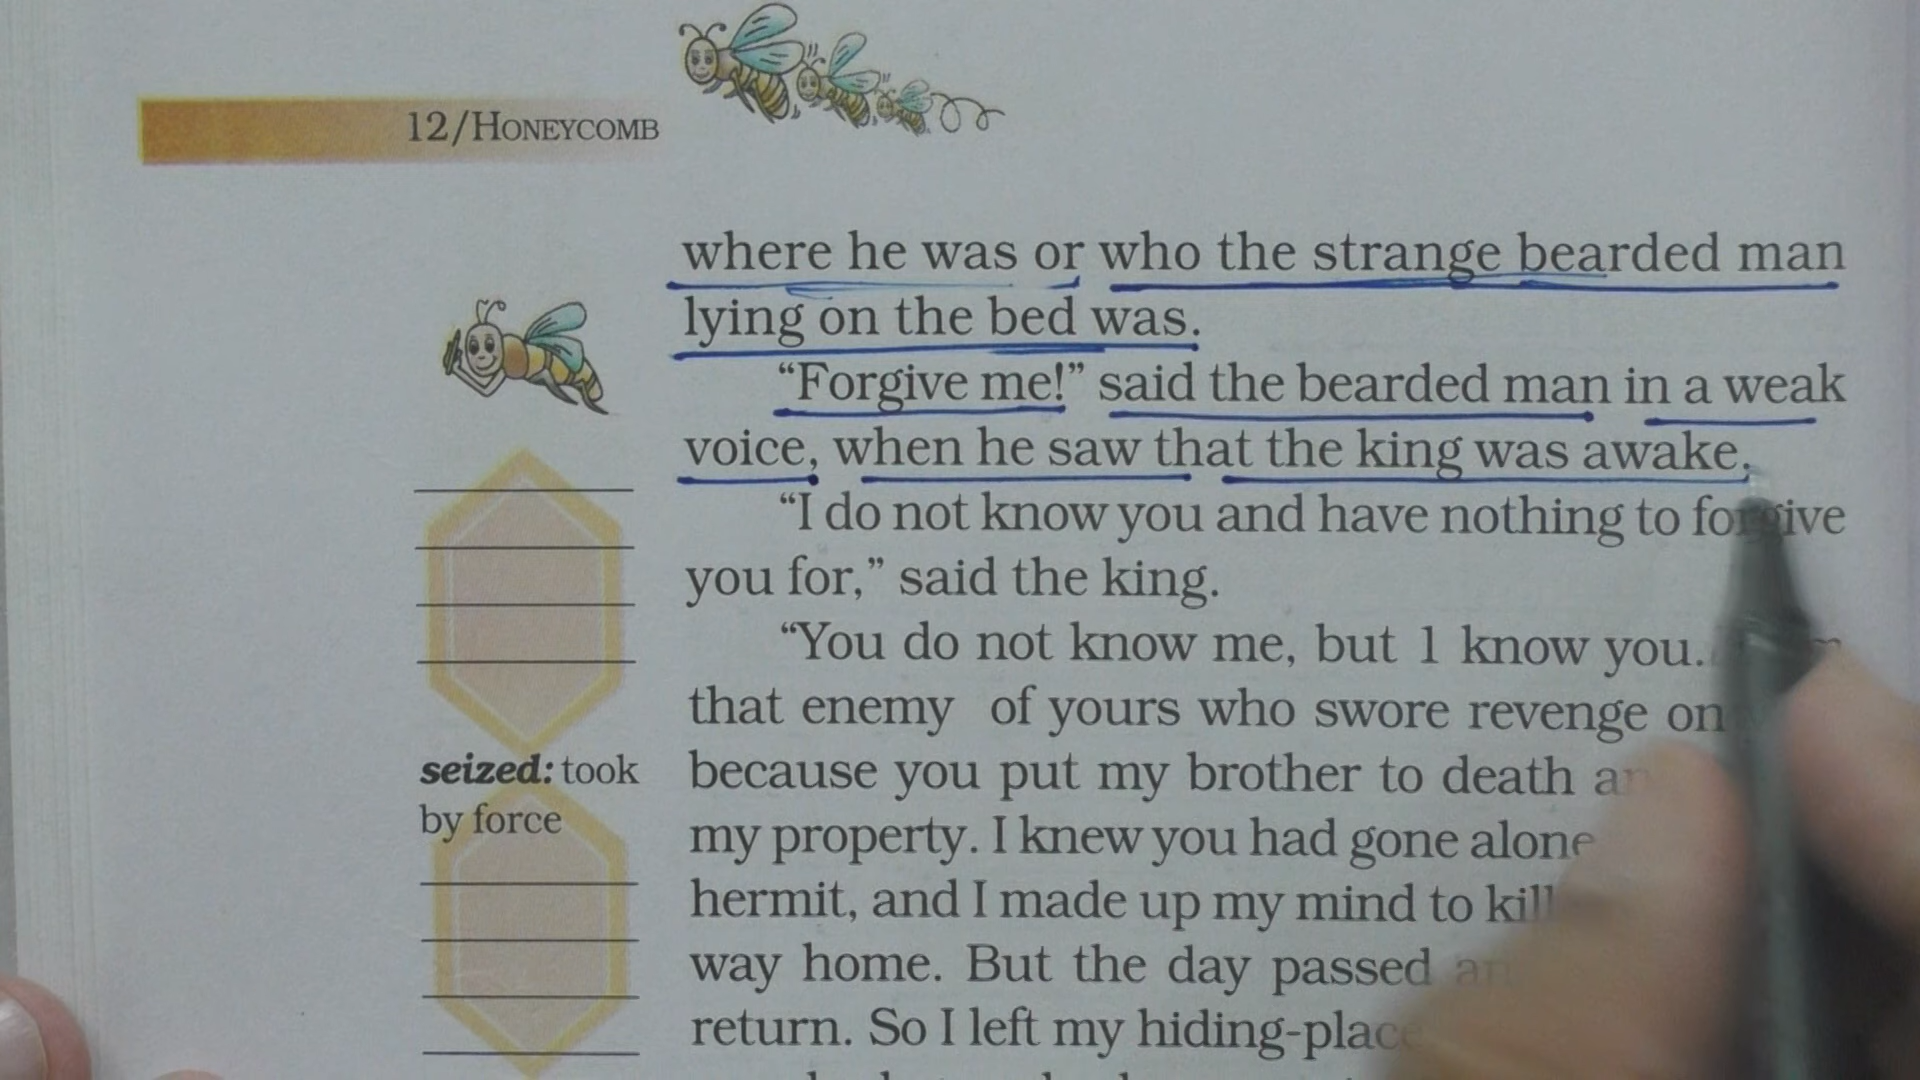 12/HONEYCOMB
where he was or who the strange bearded man
lying on the bed was.
“Forgive me!” said the bearded man in a weak
voice, when he saw that the king was awake.
“I do not know you and have nothing to forgive
you for,” said the king.
“You do not know me, but 1 know you.
that enemy of yours who swore revenge on
because you put my brother to death
my property. I knew you had gone alone
hermit, and I made up my mind to kill
way home. But the day passed
return. So I left my hiding-place
seized: took
by force